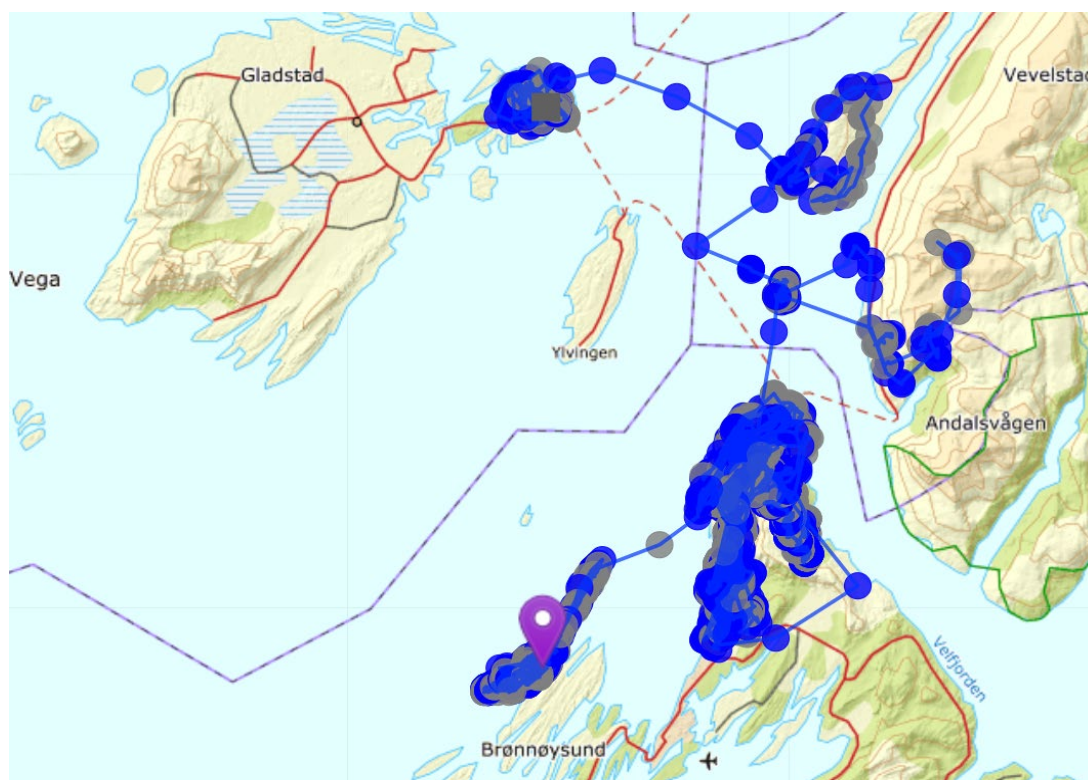 Gladstad
Vevelstad
Vega
Ylvingen
Andalsvågen
Velfjorden
Brønnøysund